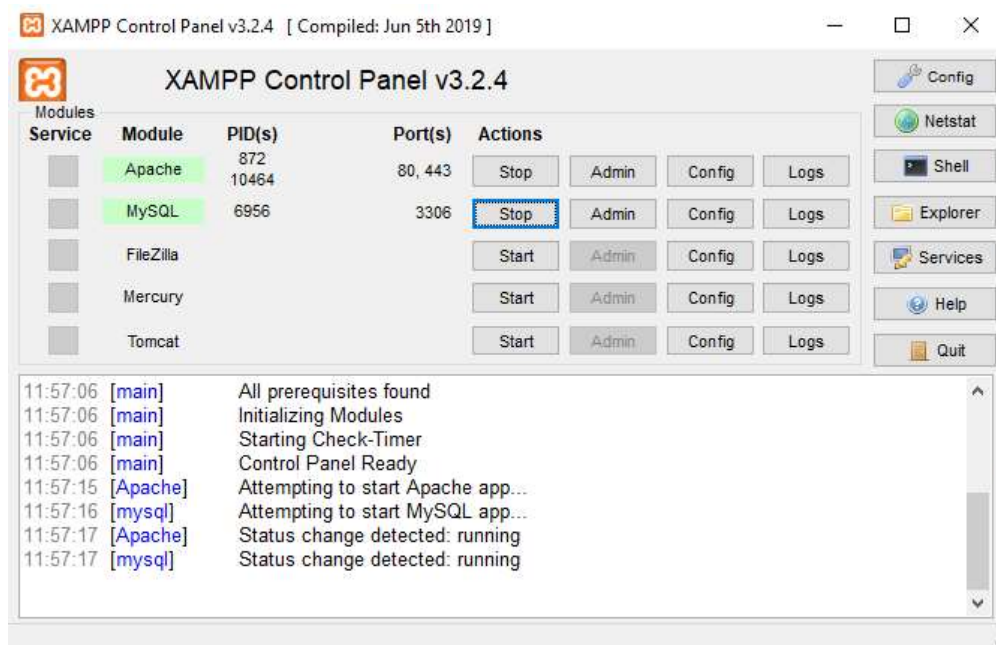 XAMPP Control Panel v3.2.4 [ Compiled: Jun 5th 2019 ]
XAMPP Control Panel v3.2.4
Config
Modules
Service Module PID(s) Port(s) Actions
Netstat
Apache 872 10464 80, 443 Stop Admin Config Logs
Shell
MySQL 6956 3306 Stop Admin Config Logs
Explorer
FileZilla Start Admin Config Logs
Services
Mercury Start Admin Config Logs
Help
Tomcat Start Admin Config Logs
Quit
11:57:06 [main] All prerequisites found
11:57:06 [main] Initializing Modules
11:57:06 [main] Starting Check-Timer
11:57:06 [main] Control Panel Ready
11:57:15 [Apache] Attempting to start Apache app...
11:57:16 [mysql] Attempting to start MySQL app...
11:57:17 [Apache] Status change detected: running
11:57:17 [mysql] Status change detected: running